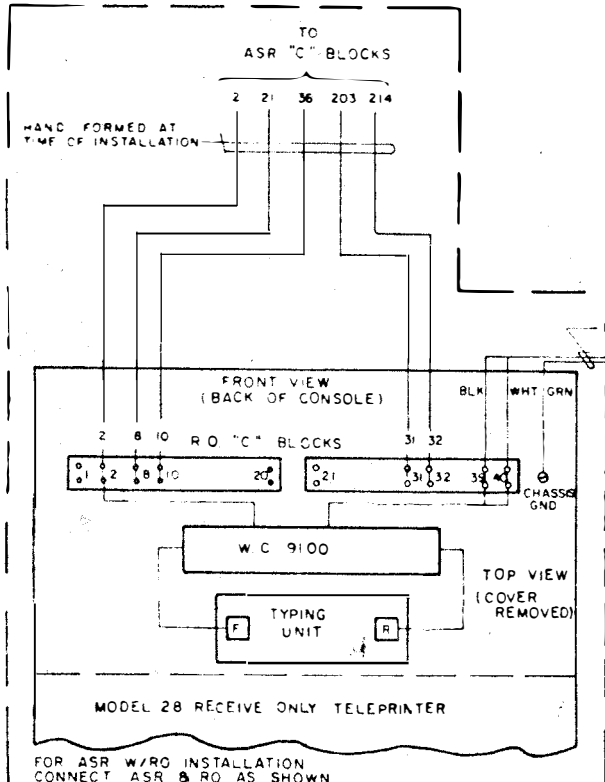 TO
ASR "C" BLOCKS
2 21 36 203 214
HAND FORMED AT
TIME OF INSTALLATION
FRONT VIEW
(BACK OF CONSOLE)
BLK WHT GRN
2 8 10 31 32
R.O. "C" BLOCKS
1 2 8 10 20 21 31 32 39 40
CHASSIS
GND
W.C 9100
TOP VIEW
(COVER
REMOVED)
F
TYPING
UNIT
R
MODEL 28 RECEIVE ONLY TELEPRINTER
FOR ASR W/RO INSTALLATION
CONNECT ASR & RO AS SHOWN